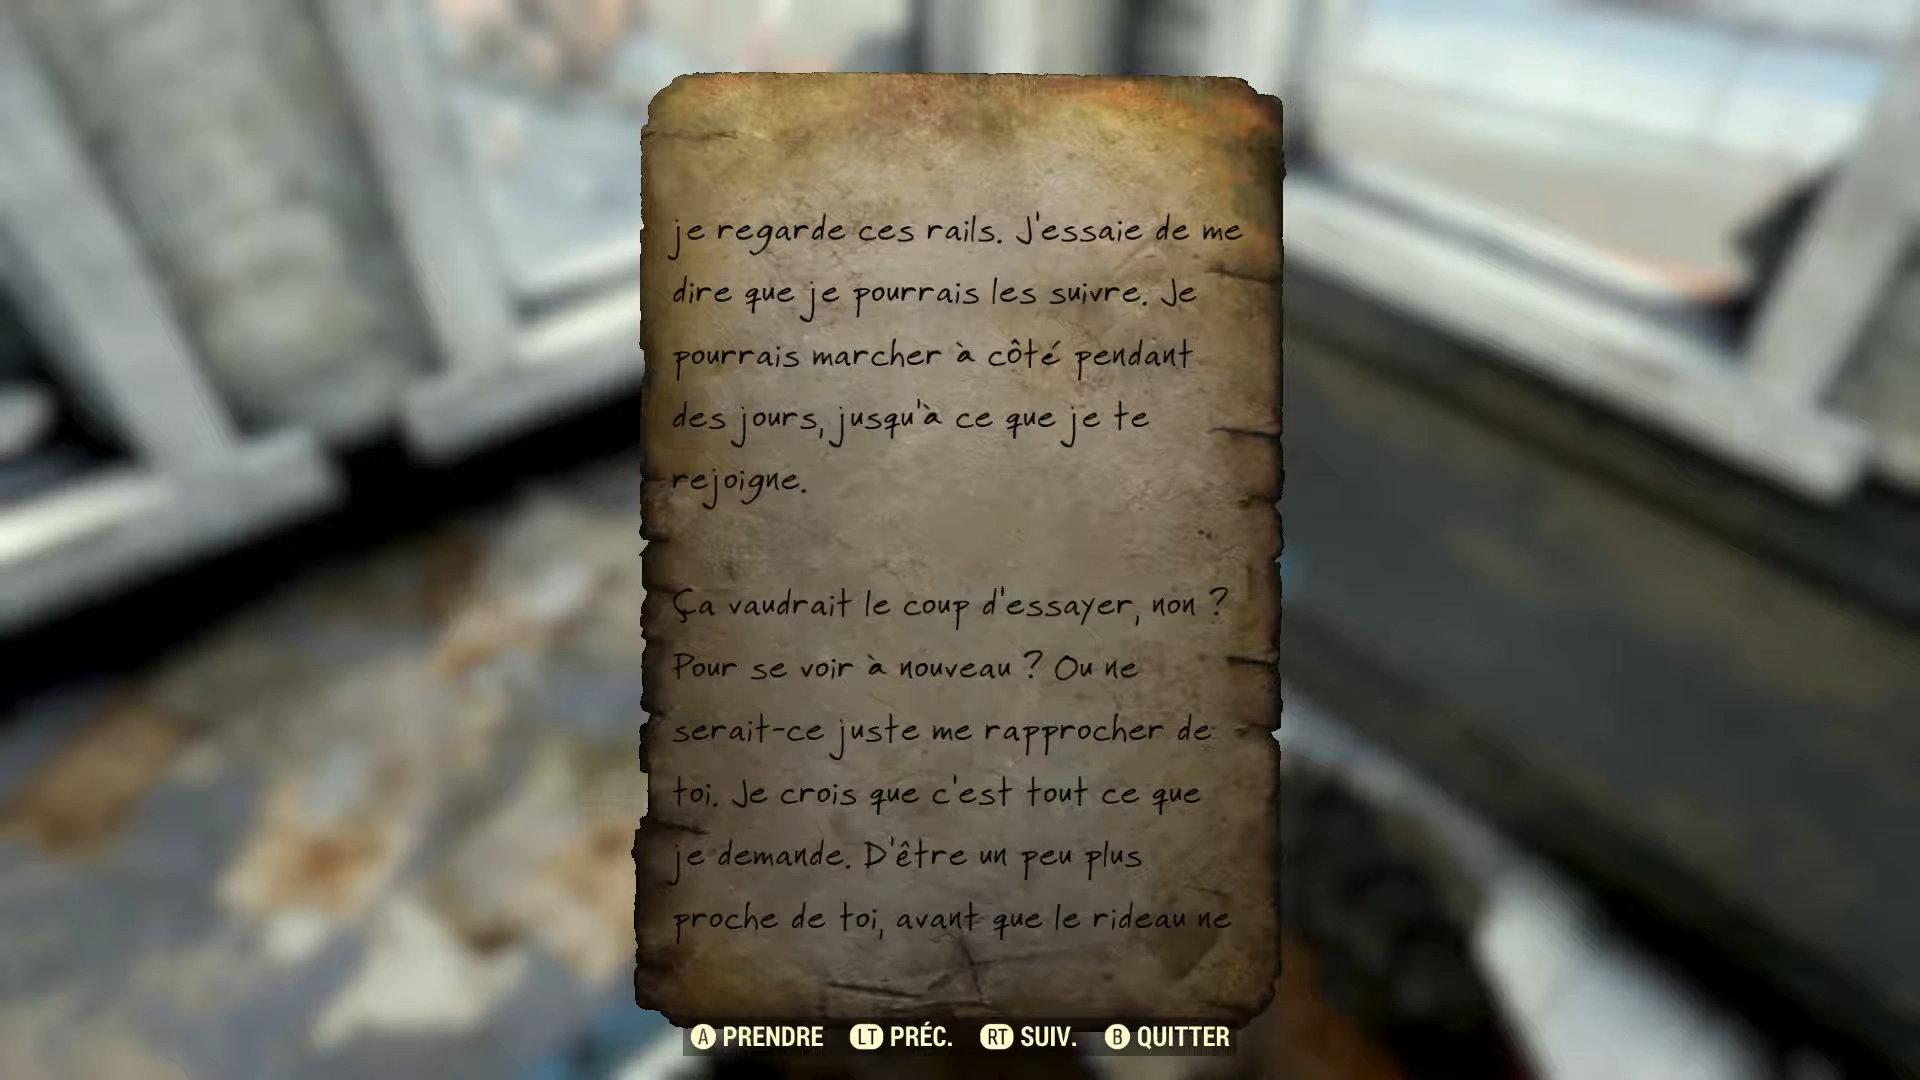 je regarde ces rails. J'essaie de me
dire que je pourrais les suivre. Je
pourrais marcher à côté pendant
des jours, jusqu'à ce que je te
rejoigne.
Ça vaudrait le coup d'essayer, non ?
Pour se voir à nouveau ? Ou ne
serait-ce juste me rapprocher de
toi. Je crois que c'est tout ce que
je demande. D'être un peu plus
proche de toi, avant que le rideau ne
A PRENDRE LT PRÉC. RT SUIV. B QUITTER